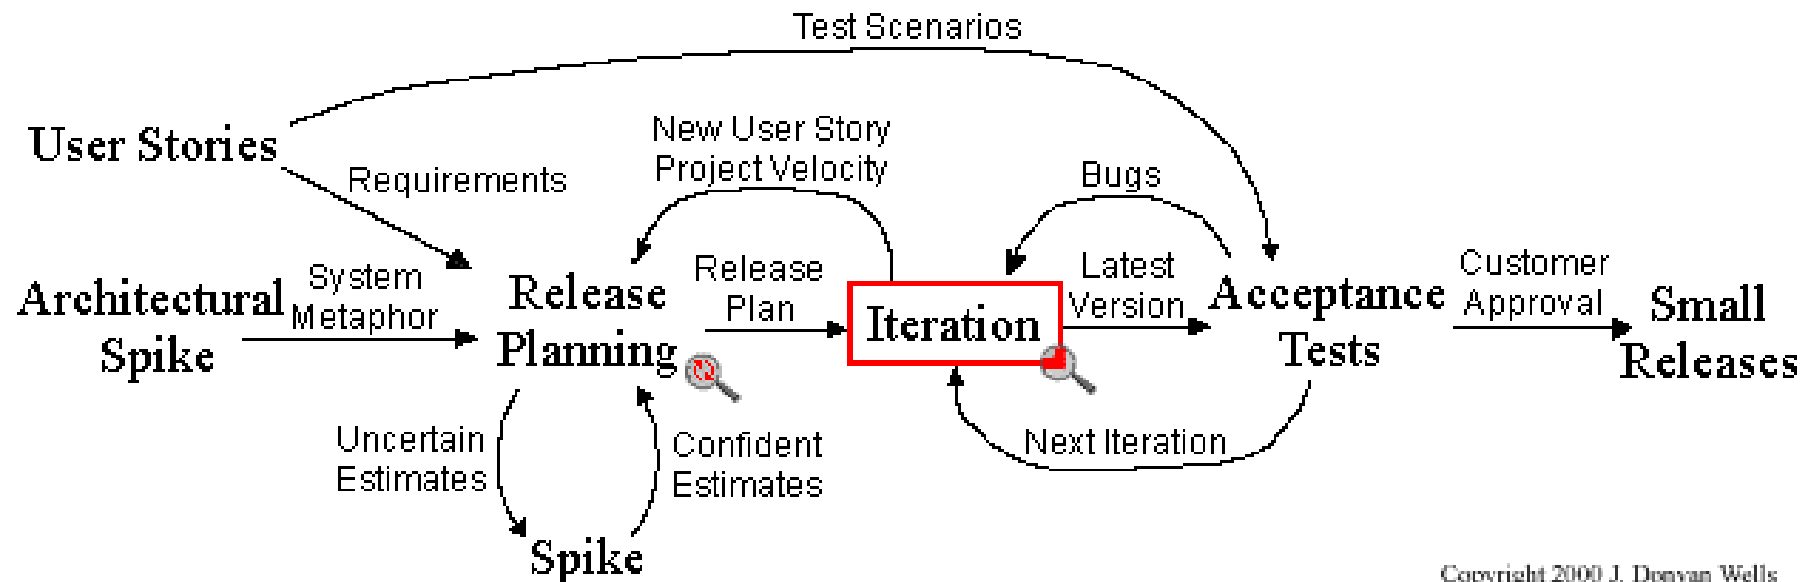 Test Scenarios
User Stories
New User Story
Project Velocity
Requirements
Bugs
Architectural
Spike
System
Metaphor
Release
Planning
Release
Plan
Iteration
Latest
Version
Acceptance
Tests
Customer
Approval
Small
Releases
Uncertain
Estimates
Confident
Estimates
Next Iteration
Spike
Copyright 2000 J. Donvan Wells